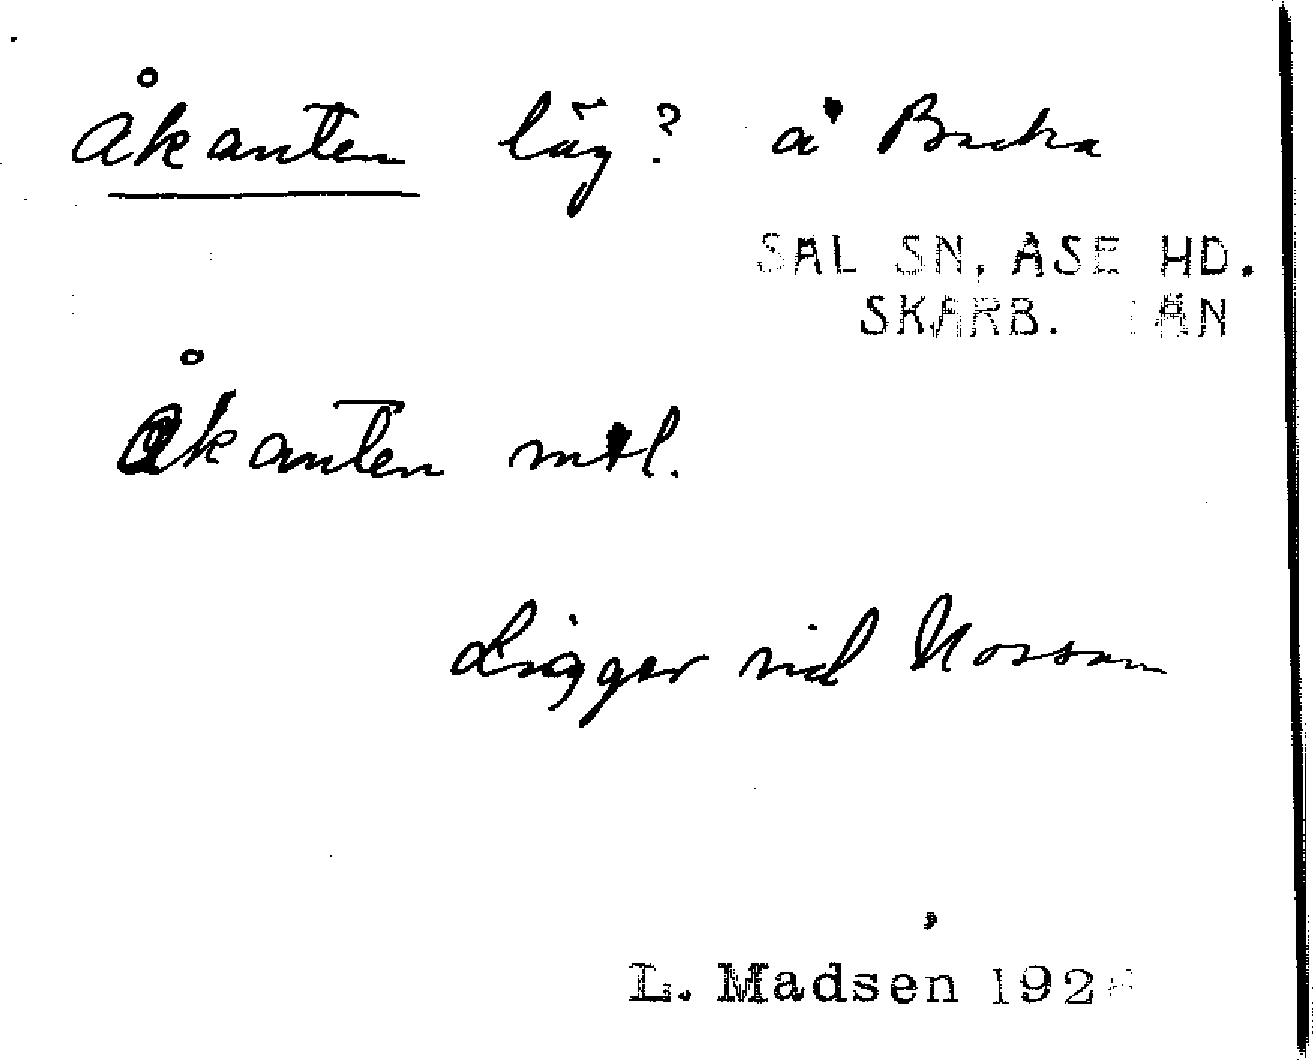 Åkanten läg? å Backa
SAL SN, ÅSE HD.
SKARB. LÄN
Åkanten mtl.
Ligger vid Nossan
L. Madsen 192